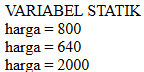 VARIABEL STATIK
harga = 800
harga = 640
harga = 2000